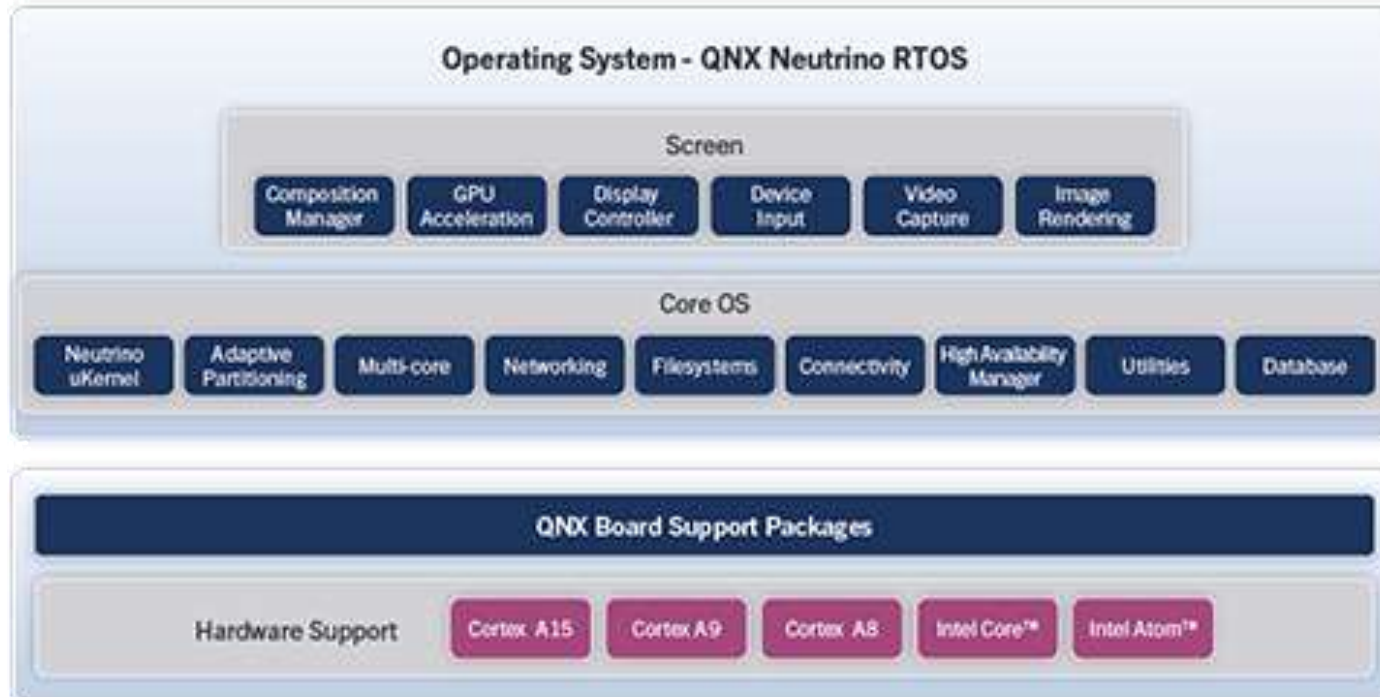 Operating System - QNX Neutrino RTOS
Screen
Composition
Manager
GPU
Acceleration
Display
Controller
Device
Input
Video
Capture
Image
Rendering
Core OS
Neutrino
uKernel
Adaptive
Partitioning
Multi-core
Networking
Filesystems
Connectivity
High Availability
Manager
Utilities
Database
QNX Board Support Packages
Hardware Support
Cortex A15
Cortex A9
Cortex A8
Intel Core™
Intel Atom™